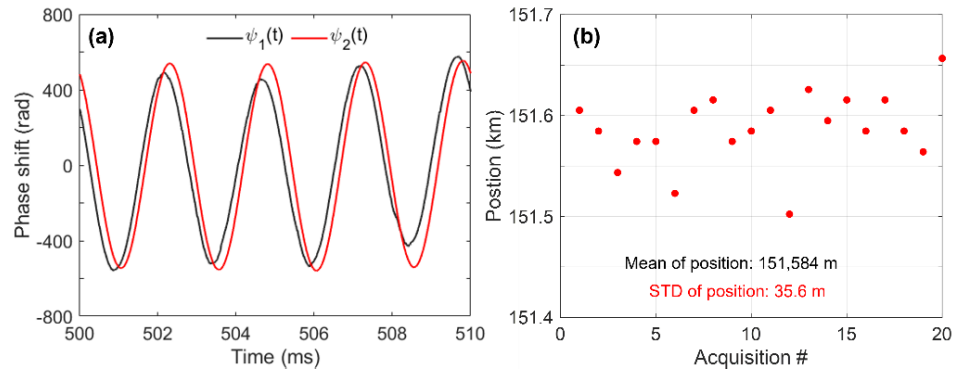 (a)
ψ_1(t) ψ_2(t)
Phase shift (rad)
800
400
0
-400
-800
500 502 504 506 508 510
Time (ms)
(b)
Postion (km)
151.7
151.6
151.5
151.4
Mean of position: 151,584 m
STD of position: 35.6 m
0 5 10 15 20
Acquisition #